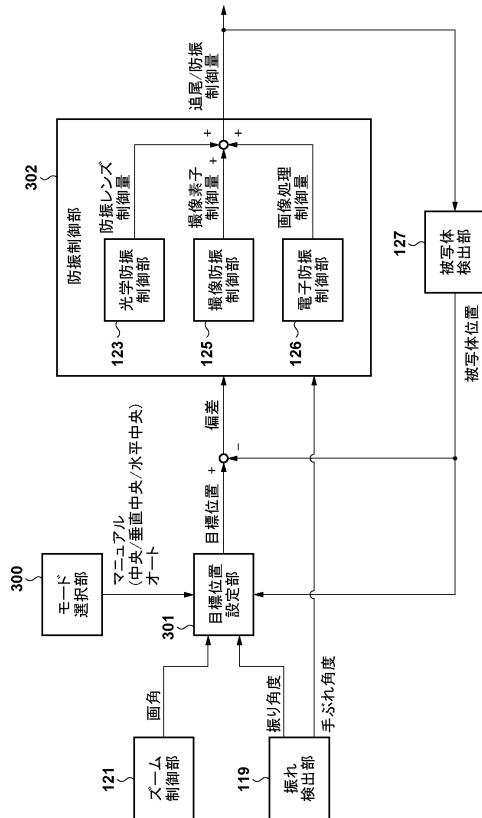 300
モード
選択部
マニュアル
(中央/垂直中央/水平中央)
オート
121
ズーム
制御部
画角
119
振れ
検出部
振り角度
手ぶれ角度
301
目標位置
設定部
目標位置
+
-
偏差
302
防振制御部
123
光学防振
制御部
防振レンズ
制御量
125
撮像防振
制御部
撮像素子
制御量
126
電子防振
制御部
画像処理
制御量
+
+
+
追尾/防振
制御量
127
被写体
検出部
被写体位置